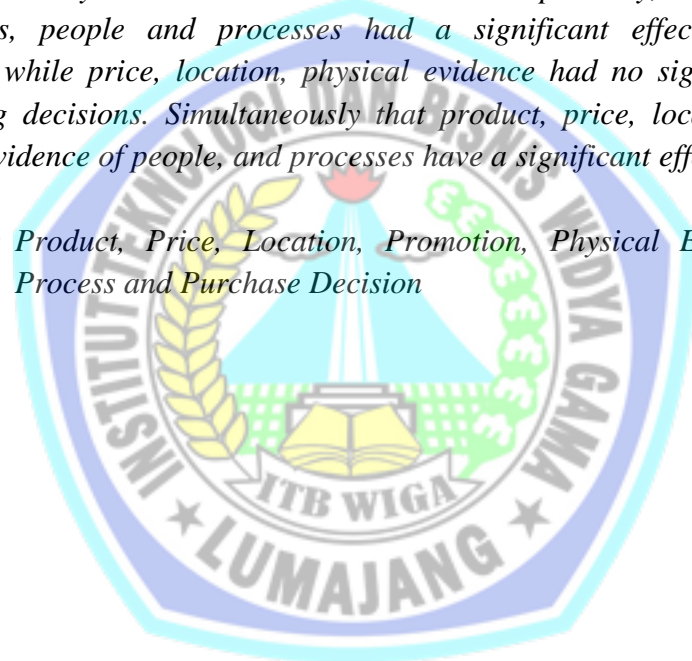 s, people and processes had a significant effec
while price, location, physical evidence had no sig
g decisions. Simultaneously that product, price, loca
vidence of people, and processes have a significant effe
Product, Price, Location, Promotion, Physical E
Process and Purchase Decision
INSTITUT TEKNOLOGI DAN BISNIS WIDYA GAMA
ITB WIGA
LUMAJANG